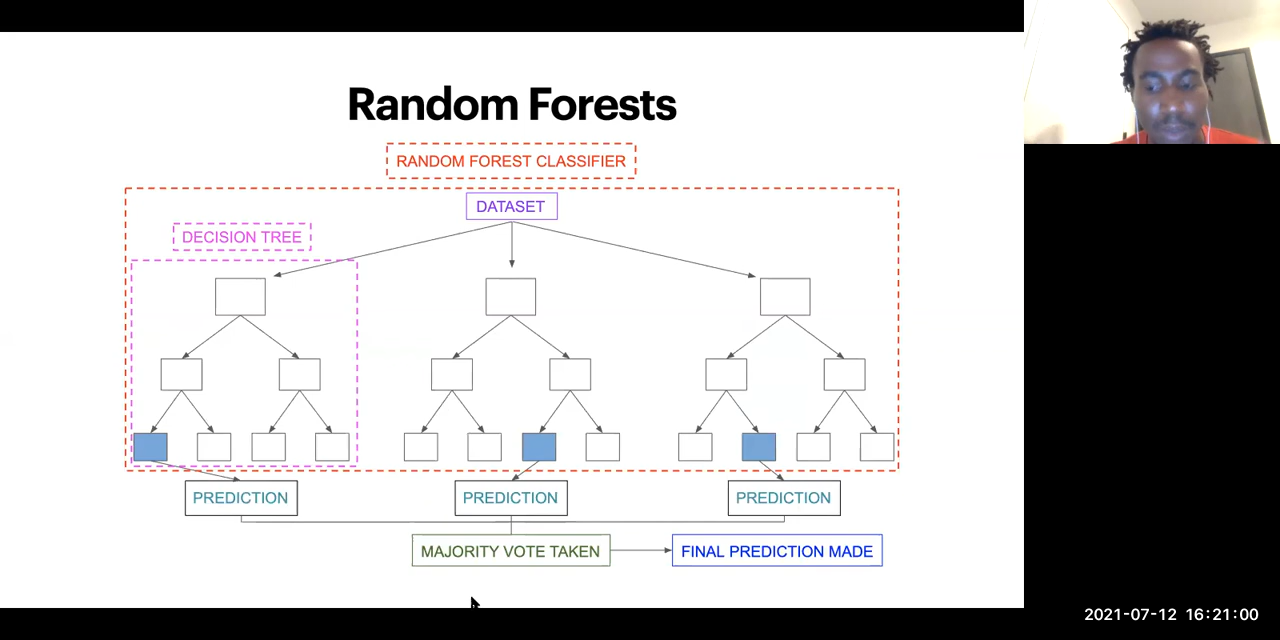 Random Forests
RANDOM FOREST CLASSIFIER
DATASET
DECISION TREE
PREDICTION
PREDICTION
PREDICTION
MAJORITY VOTE TAKEN
FINAL PREDICTION MADE
2021-07-12 16:21:00